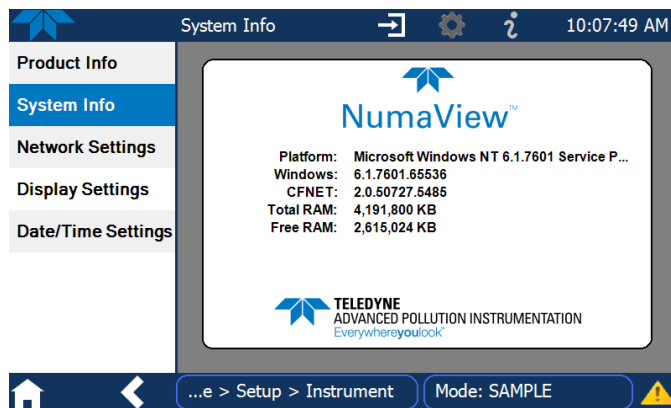 System Info
10:07:49 AM
Product Info
System Info
Network Settings
Display Settings
Date/Time Settings
NumaView™
Platform: Microsoft Windows NT 6.1.7601 Service P...
Windows: 6.1.7601.65536
CFNET: 2.0.50727.5485
Total RAM: 4,191,800 KB
Free RAM: 2,615,024 KB
TELEDYNE
ADVANCED POLLUTION INSTRUMENTATION
Everywhereyoulook™
...e > Setup > Instrument
Mode: SAMPLE